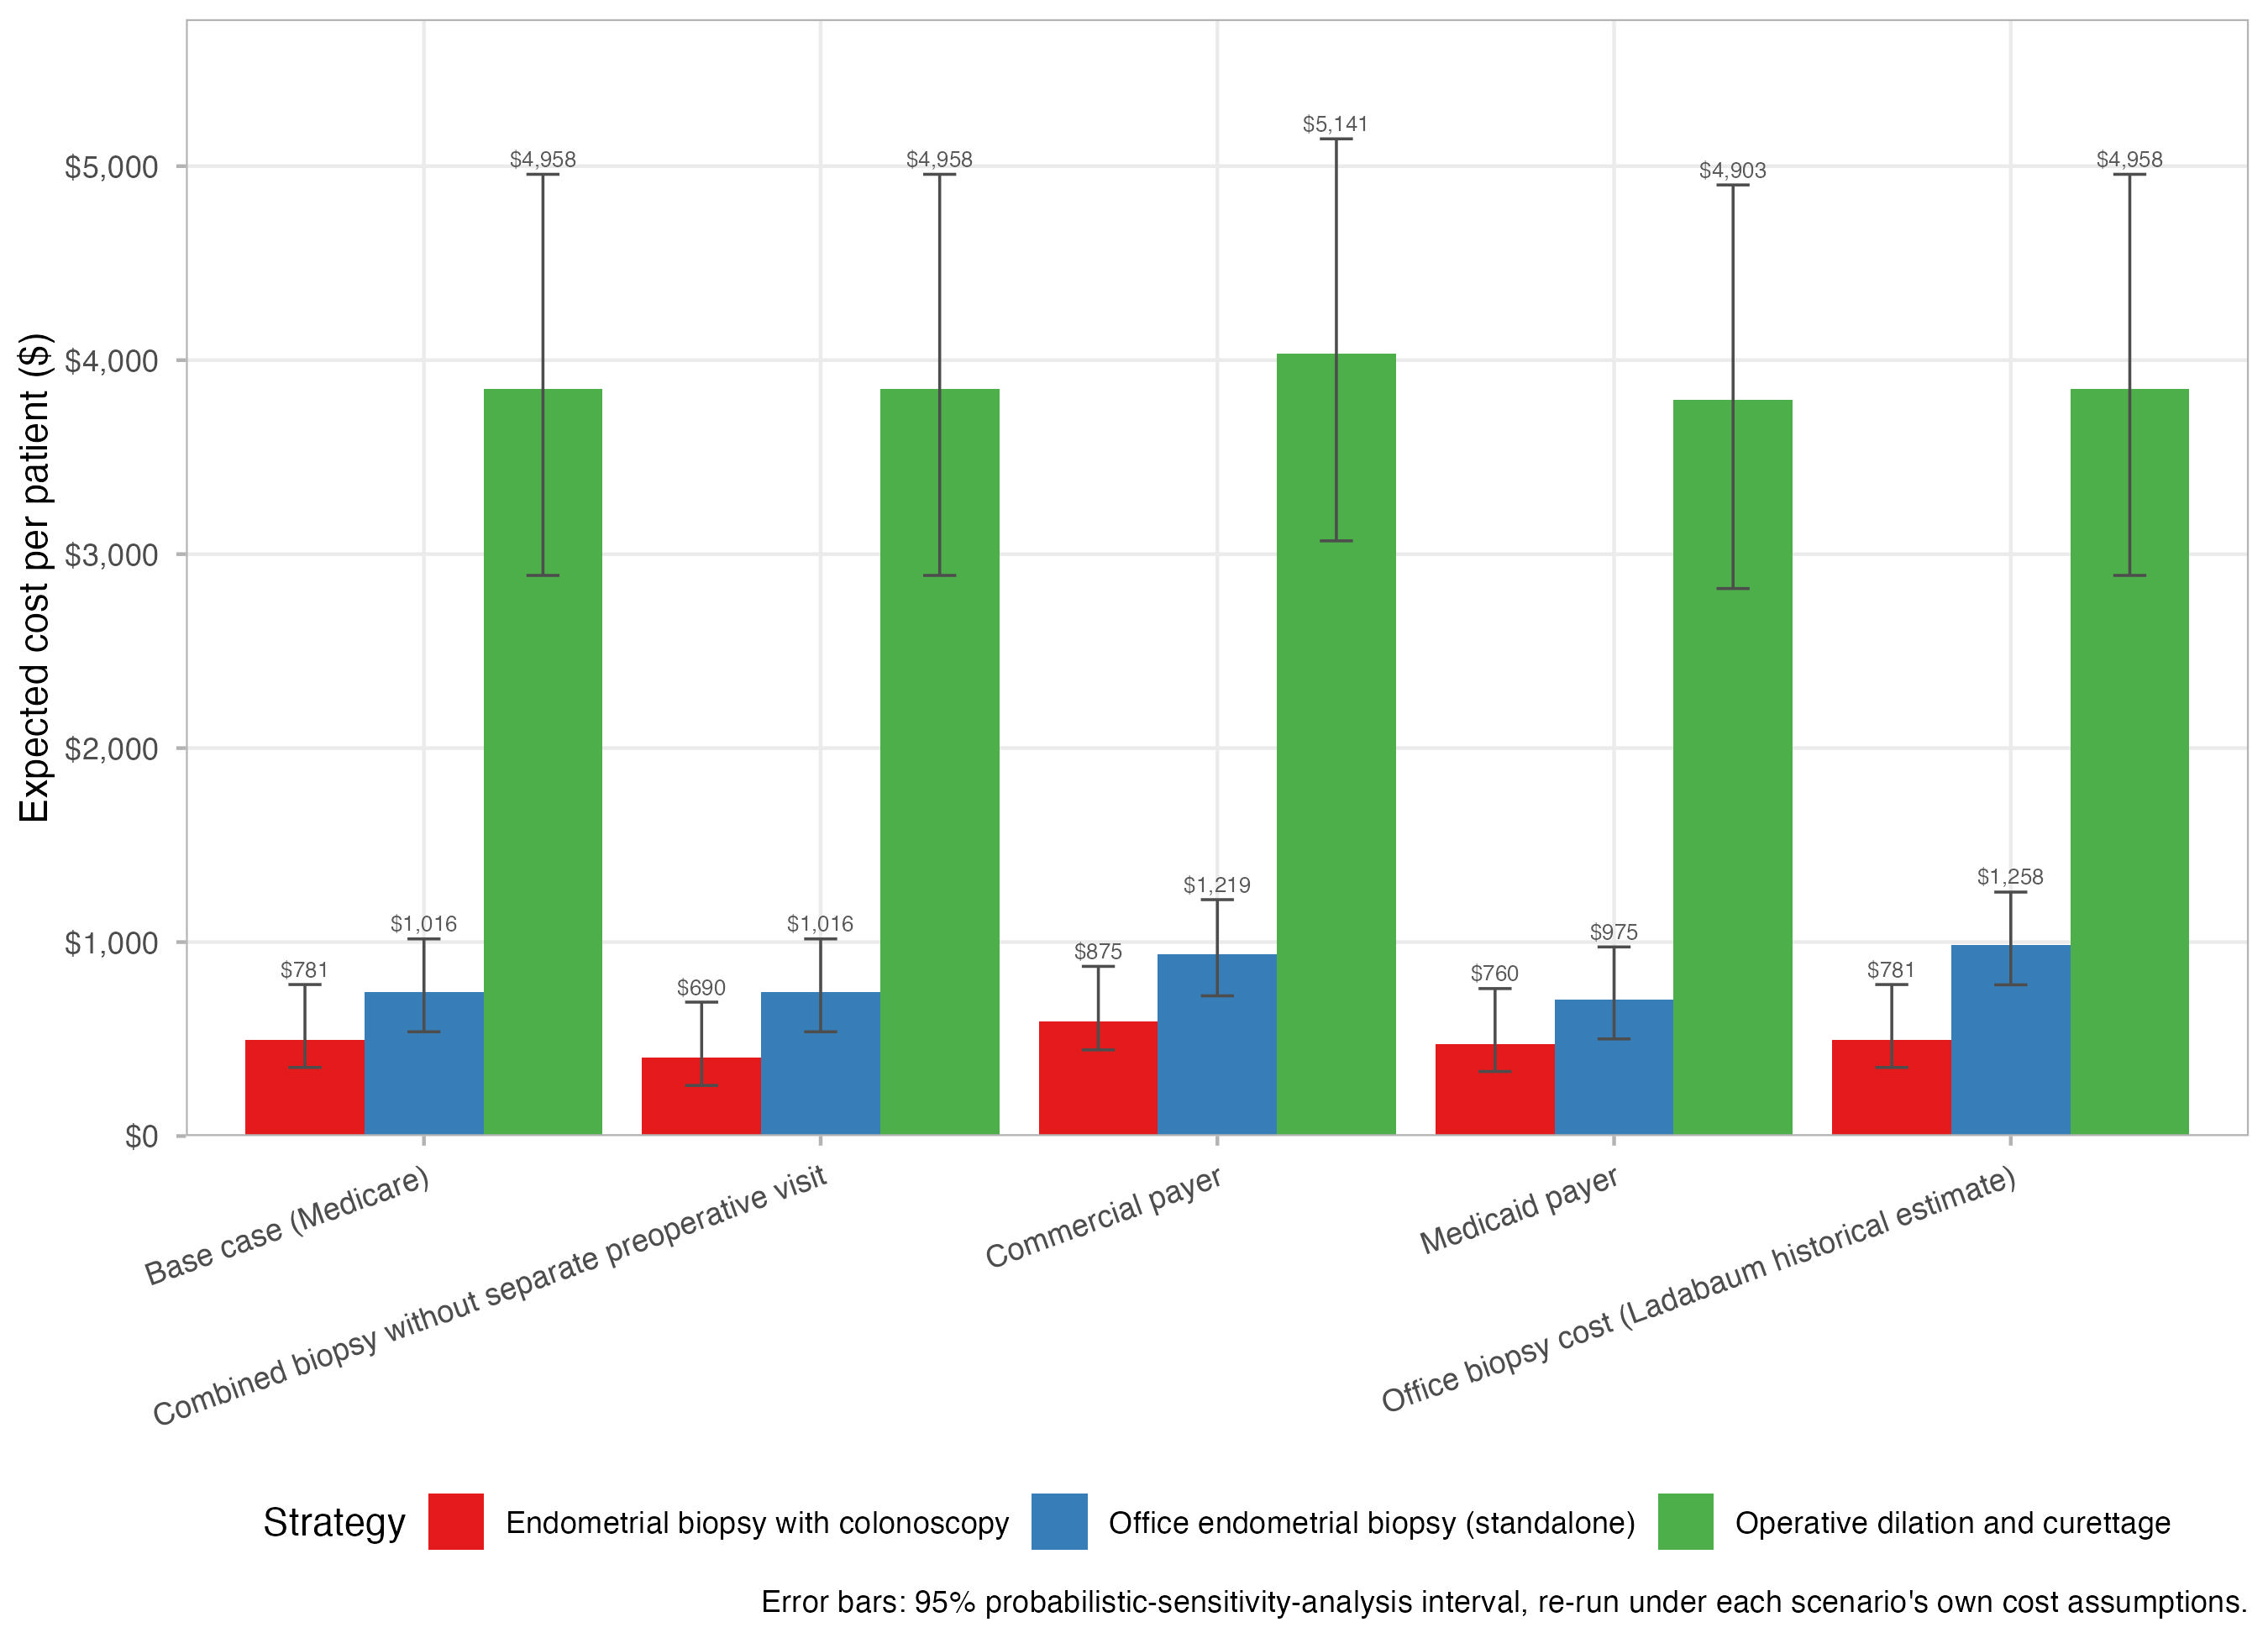 Expected cost per patient ($)
$5,000
$4,000
$3,000
$2,000
$1,000
$0
$781
$1,016
$4,958
$690
$1,016
$4,958
$875
$1,219
$5,141
$760
$975
$4,903
$781
$1,258
$4,958
Base case (Medicare)
Combined biopsy without separate preoperative visit
Commercial payer
Medicaid payer
Office biopsy cost (Ladabaum historical estimate)
Strategy
Endometrial biopsy with colonoscopy
Office endometrial biopsy (standalone)
Operative dilation and curettage
Error bars: 95% probabilistic-sensitivity-analysis interval, re-run under each scenario's own cost assumptions.